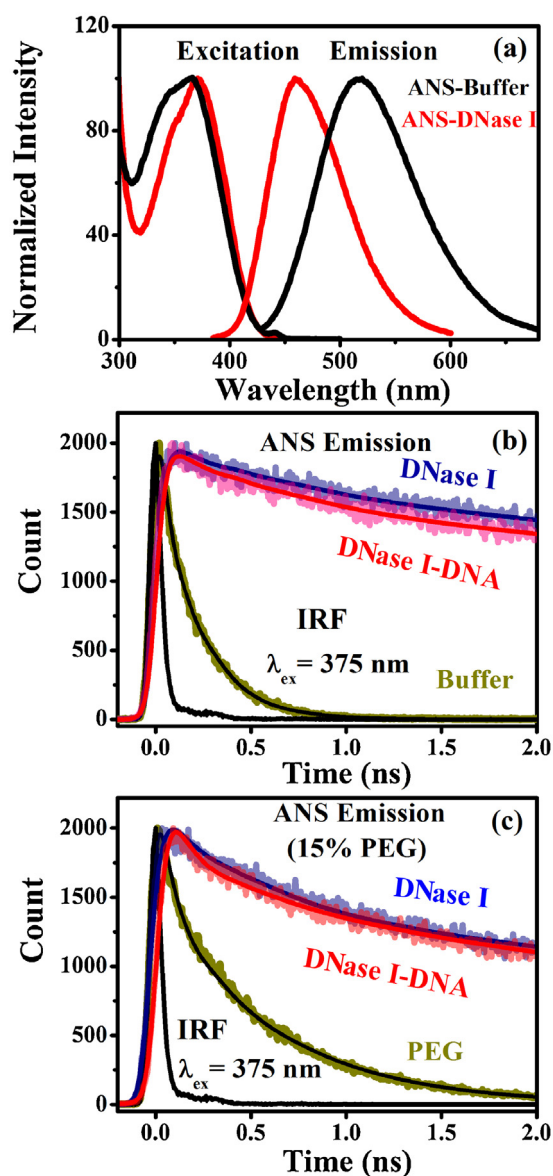 120
80
40
0
Normalized Intensity
Excitation Emission (a)
ANS-Buffer
ANS-DNase I
300 400 500 600
Wavelength (nm)
2000
1500
1000
500
0
Count
ANS Emission (b)
DNase I
DNase I-DNA
IRF
λex= 375 nm
Buffer
0.0 0.5 1.0 1.5 2.0
Time (ns)
2000
1500
1000
500
0
Count
ANS Emission (c)
(15% PEG)
DNase I
DNase I-DNA
IRF
PEG
λex= 375 nm
0.0 0.5 1.0 1.5 2.0
Time (ns)